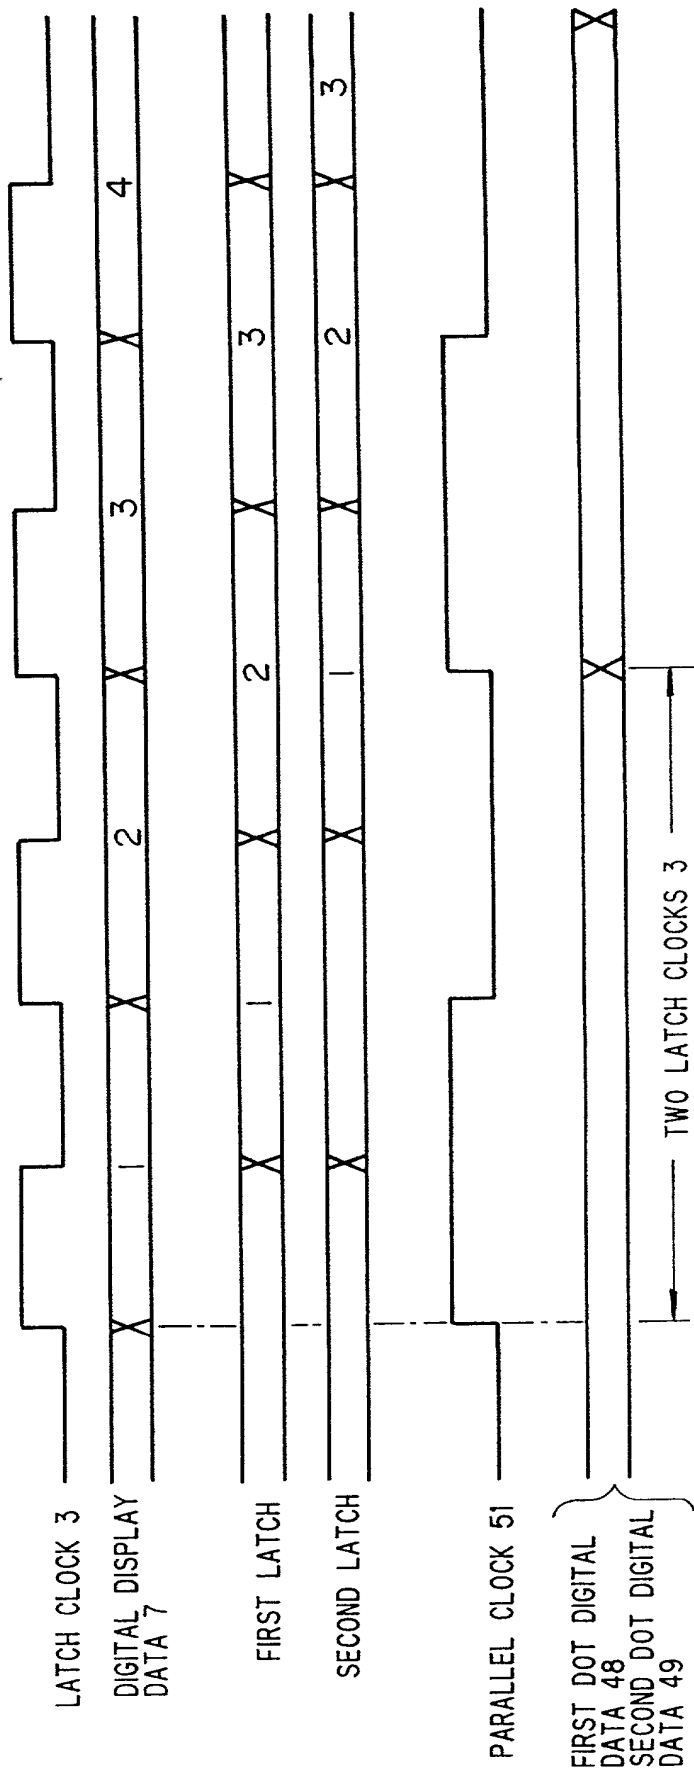 LATCH CLOCK 3
DIGITAL DISPLAY
DATA 7
1
2
3
4
FIRST LATCH
1
2
3
SECOND LATCH
1
2
3
PARALLEL CLOCK 51
FIRST DOT DIGITAL
DATA 48
SECOND DOT DIGITAL
DATA 49
TWO LATCH CLOCKS 3